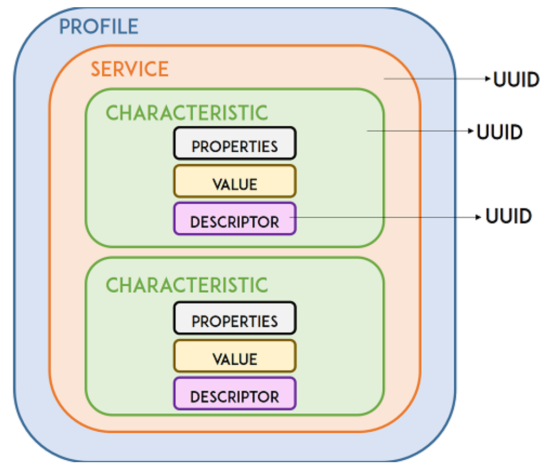 PROFILE
SERVICE
UUID
CHARACTERISTIC
UUID
PROPERTIES
VALUE
DESCRIPTOR
UUID
CHARACTERISTIC
PROPERTIES
VALUE
DESCRIPTOR